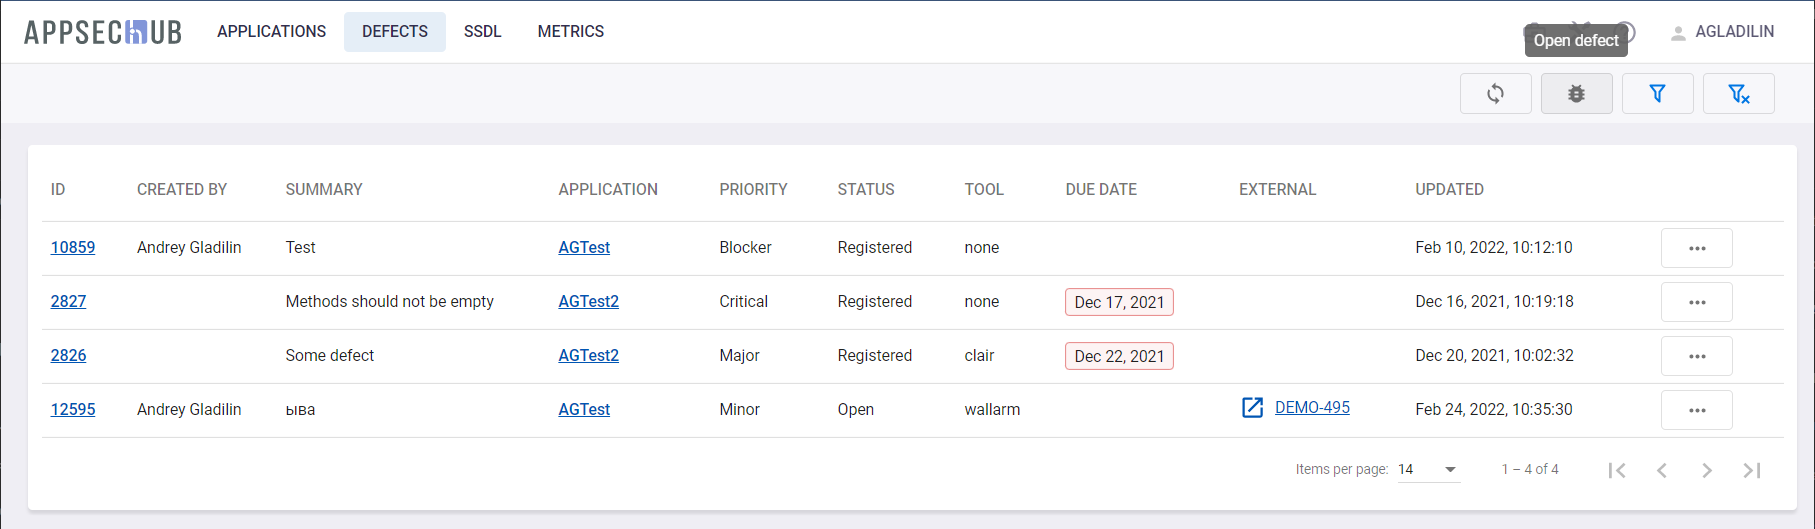 APPSECHUB APPLICATIONS DEFECTS SSDL METRICS Open defect AGLADILIN
ID CREATED BY SUMMARY APPLICATION PRIORITY STATUS TOOL DUE DATE EXTERNAL UPDATED
10859 Andrey Gladilin Test AGTest Blocker Registered none Feb 10, 2022, 10:12:10
2827 Methods should not be empty AGTest2 Critical Registered none Dec 17, 2021 Dec 16, 2021, 10:19:18
2826 Some defect AGTest2 Major Registered clair Dec 22, 2021 Dec 20, 2021, 10:02:32
12595 Andrey Gladilin ыва AGTest Minor Open wallarm DEMO-495 Feb 24, 2022, 10:35:30
Items per page: 14 1 – 4 of 4